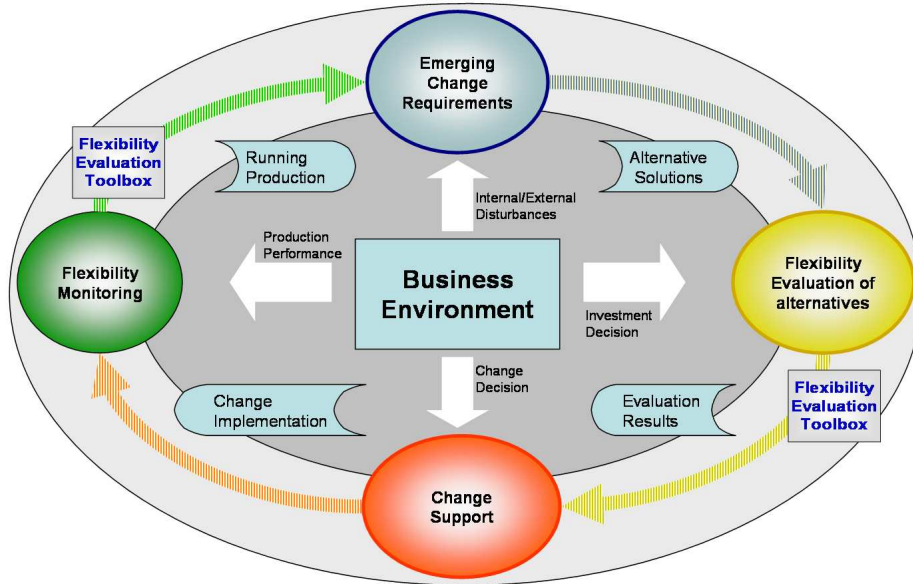 Emerging
Change
Requirements
Flexibility
Evaluation
Toolbox
Running
Production
Alternative
Solutions
Internal/External
Disturbances
Production
Performance
Flexibility
Monitoring
Business
Environment
Flexibility
Evaluation of
alternatives
Investment
Decision
Change
Decision
Change
Implementation
Evaluation
Results
Flexibility
Evaluation
Toolbox
Change
Support